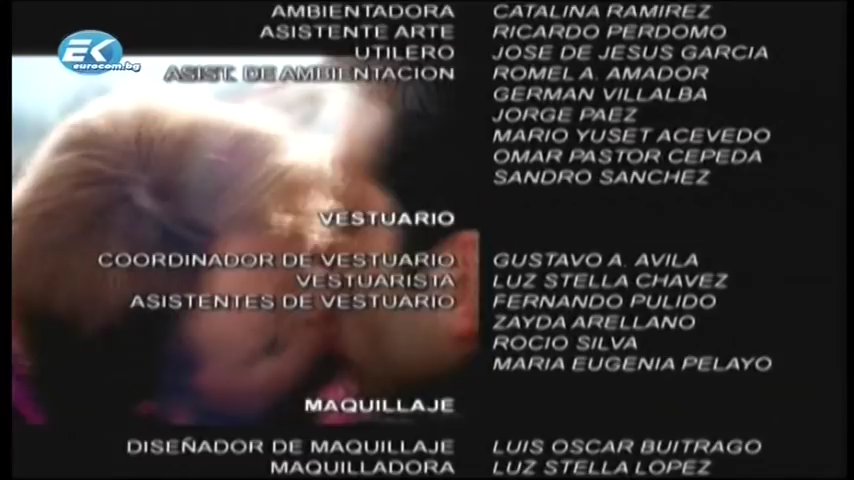 AMBIENTADORA CATALINA RAMIREZ
ASISTENTE ARTE RICARDO PERDOMO
UTILERO JOSE DE JESUS GARCIA
ASIST. DE AMBIENTACION ROMEL A. AMADOR
GERMAN VILLALBA
JORGE PAEZ
MARIO YUSET ACEVEDO
OMAR PASTOR CEPEDA
SANDRO SANCHEZ
EK
eurocom.bg
VESTUARIO
COORDINADOR DE VESTUARIO GUSTAVO A. AVILA
VESTUARISTA LUZ STELLA CHAVEZ
ASISTENTES DE VESTUARIO FERNANDO PULIDO
ZAYDA ARELLANO
ROCIO SILVA
MARIA EUGENIA PELAYO
MAQUILLAJE
DISEÑADOR DE MAQUILLAJE LUIS OSCAR BUITRAGO
MAQUILLADORA LUZ STELLA LOPEZ